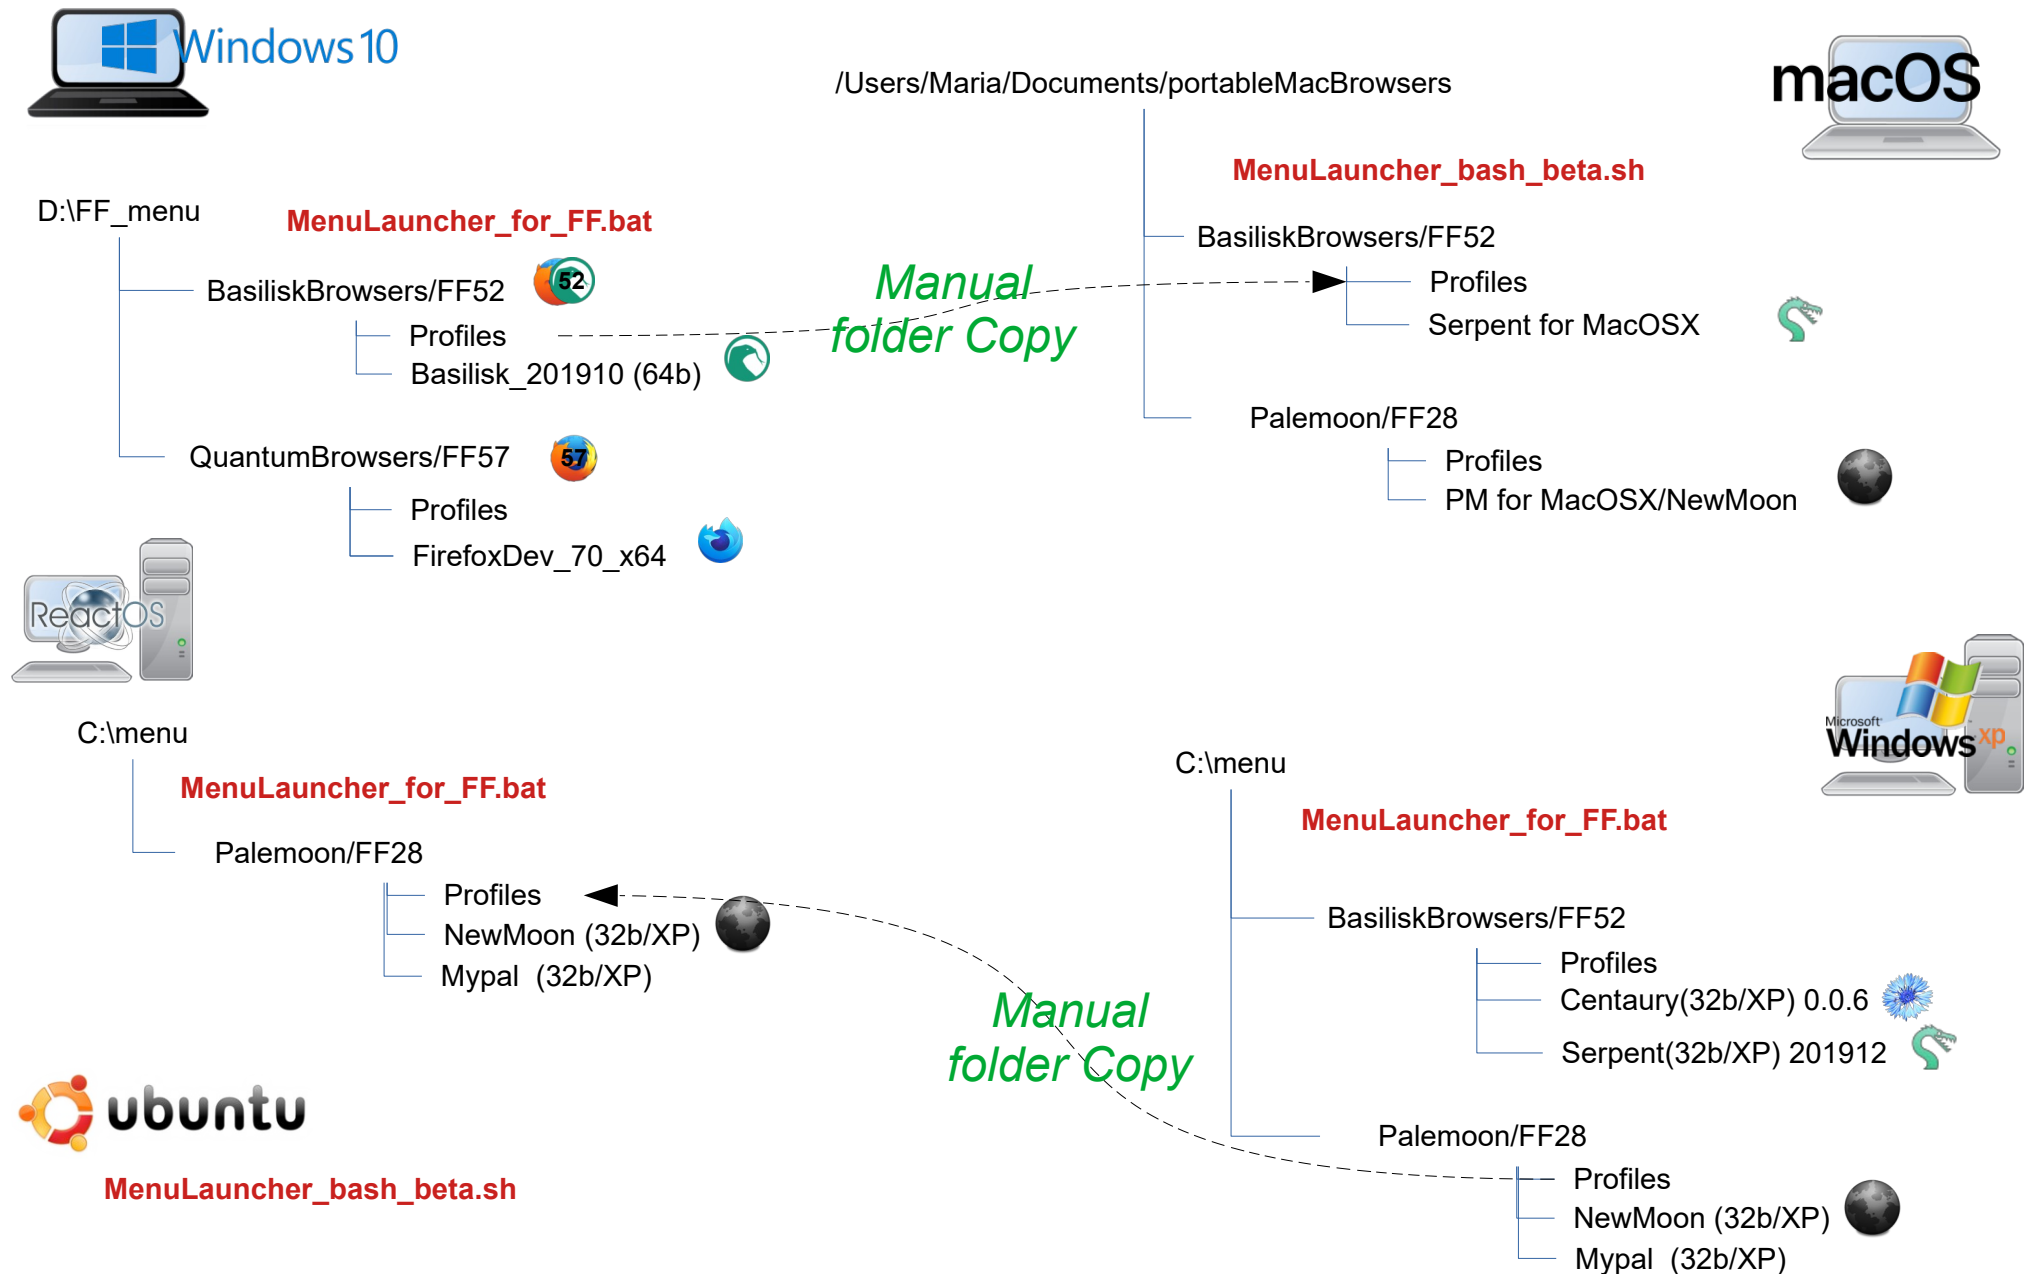 Windows 10
D:\FF_menu
MenuLauncher_for_FF.bat
BasiliskBrowsers/FF52
52
Profiles
Basilisk_201910 (64b)
QuantumBrowsers/FF57
57
Profiles
FirefoxDev_70_x64
Manual
folder Copy
macOS
/Users/Maria/Documents/portableMacBrowsers
MenuLauncher_bash_beta.sh
BasiliskBrowsers/FF52
Profiles
Serpent for MacOSX
Palemoon/FF28
Profiles
PM for MacOSX/NewMoon
ReactOS
C:\menu
MenuLauncher_for_FF.bat
Palemoon/FF28
Profiles
NewMoon (32b/XP)
Mypal (32b/XP)
Manual
folder Copy
Microsoft
Windows xp
C:\menu
MenuLauncher_for_FF.bat
BasiliskBrowsers/FF52
Profiles
Centaury(32b/XP) 0.0.6
Serpent(32b/XP) 201912
Palemoon/FF28
Profiles
NewMoon (32b/XP)
Mypal (32b/XP)
ubuntu
MenuLauncher_bash_beta.sh